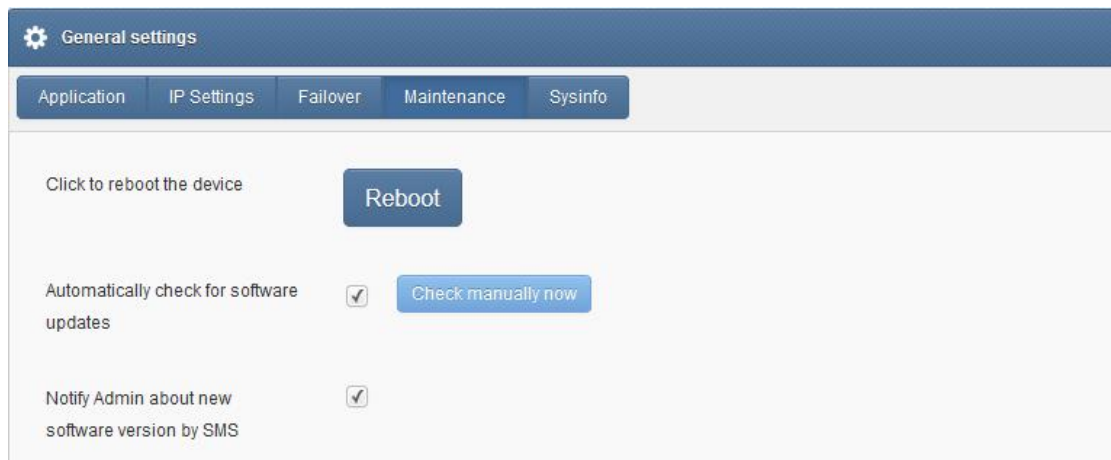 General settings
Application IP Settings Failover Maintenance Sysinfo
Click to reboot the device
Reboot
Automatically check for software
updates
Check manually now
Notify Admin about new
software version by SMS